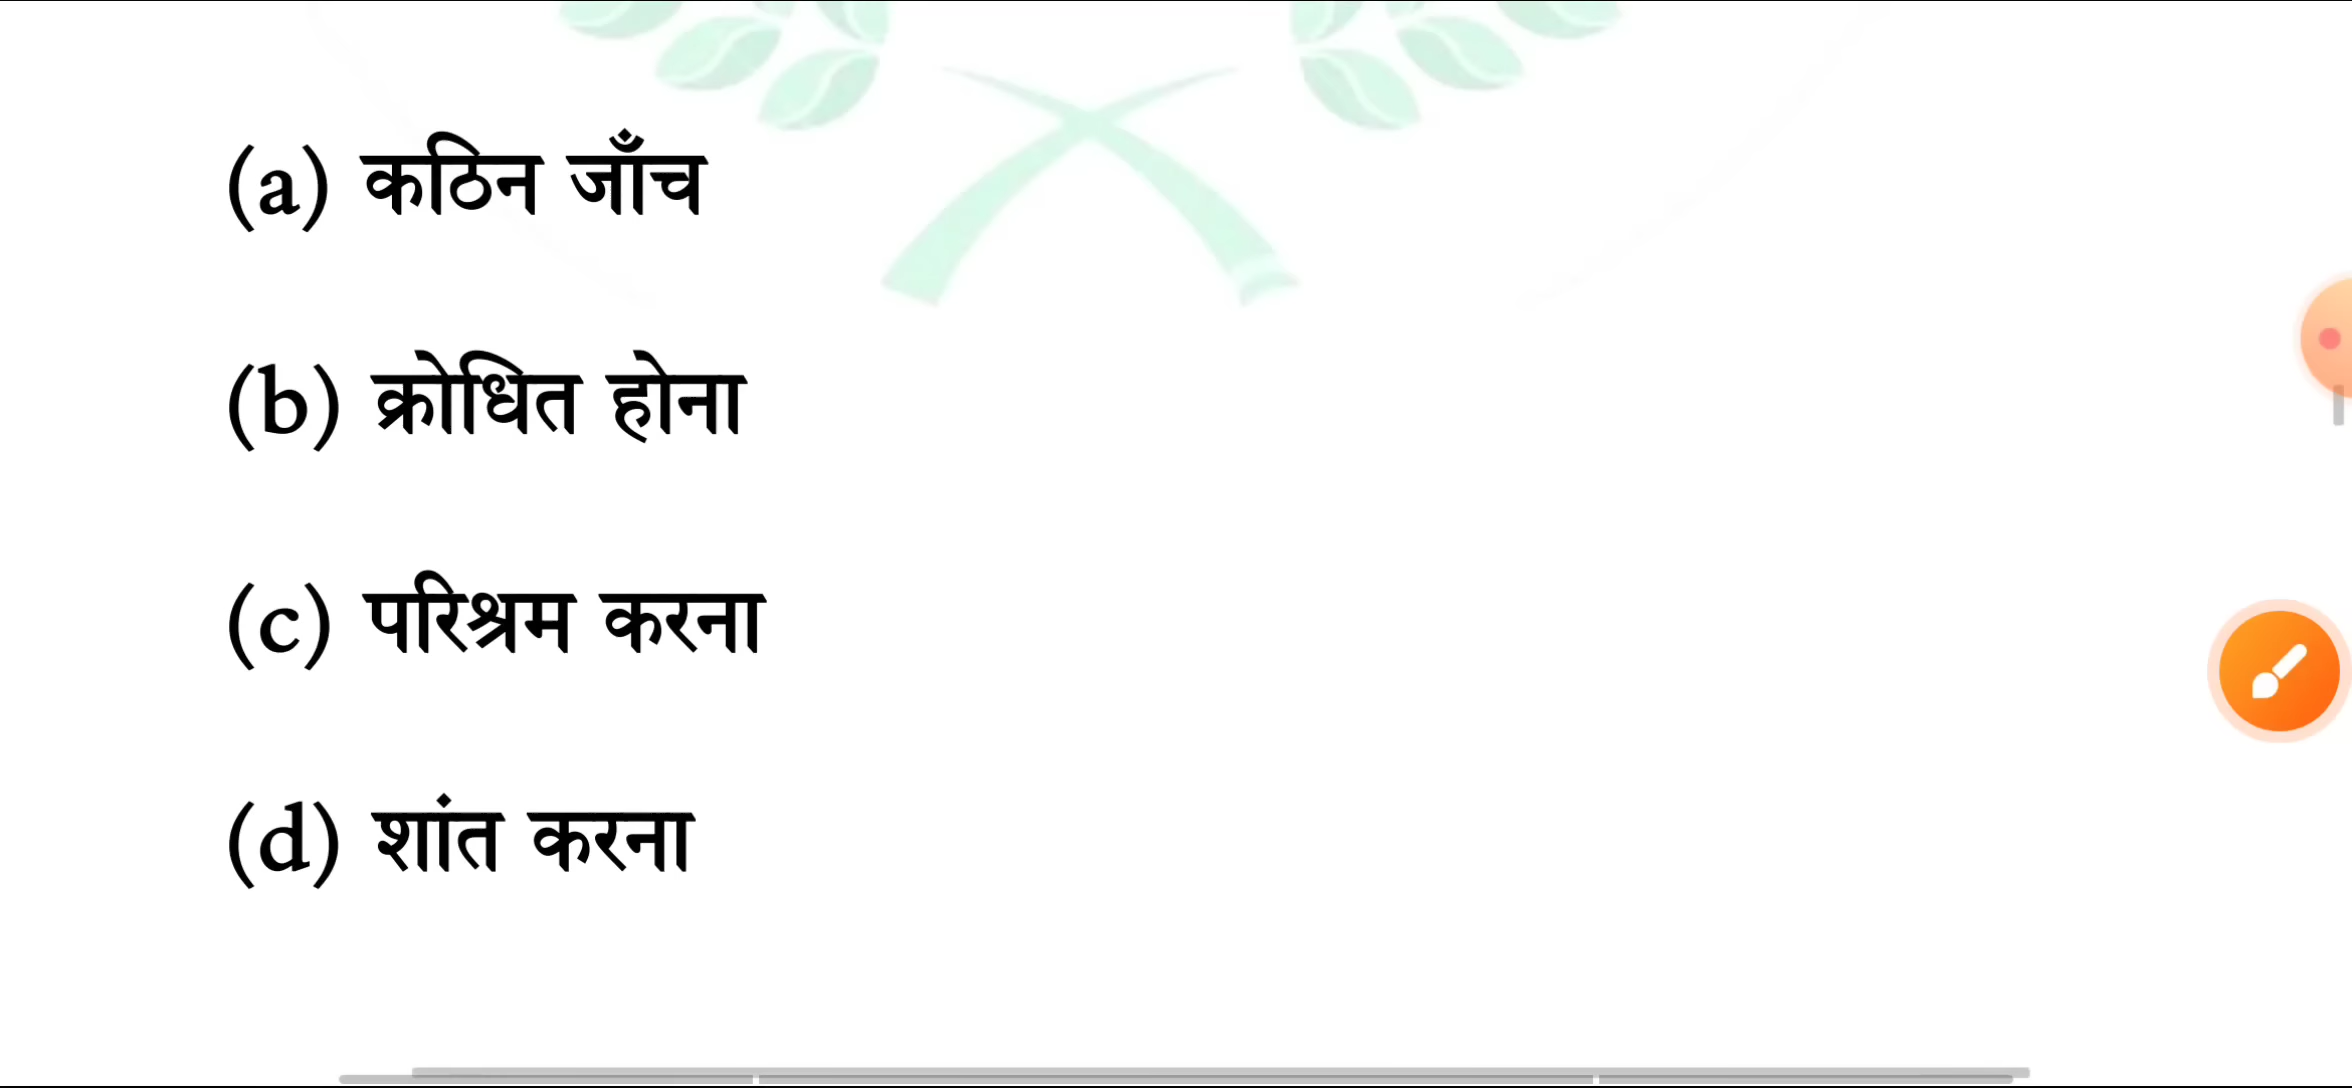 (a) कठिन जाँच
(b) क्रोधित होना
(c) परिश्रम करना
(d) शांत करना